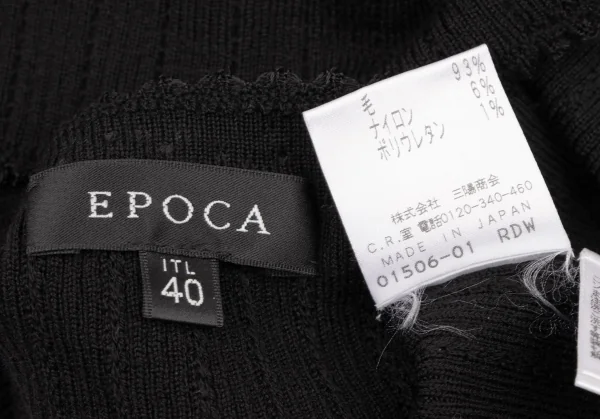 EPOCA
ITL
40
毛 93%
ナイロン 6%
ポリウレタン 1%
株式会社 三陽商会
C.R.室 電話0120-340-460
MADE IN JAPAN
01506-01 RDW